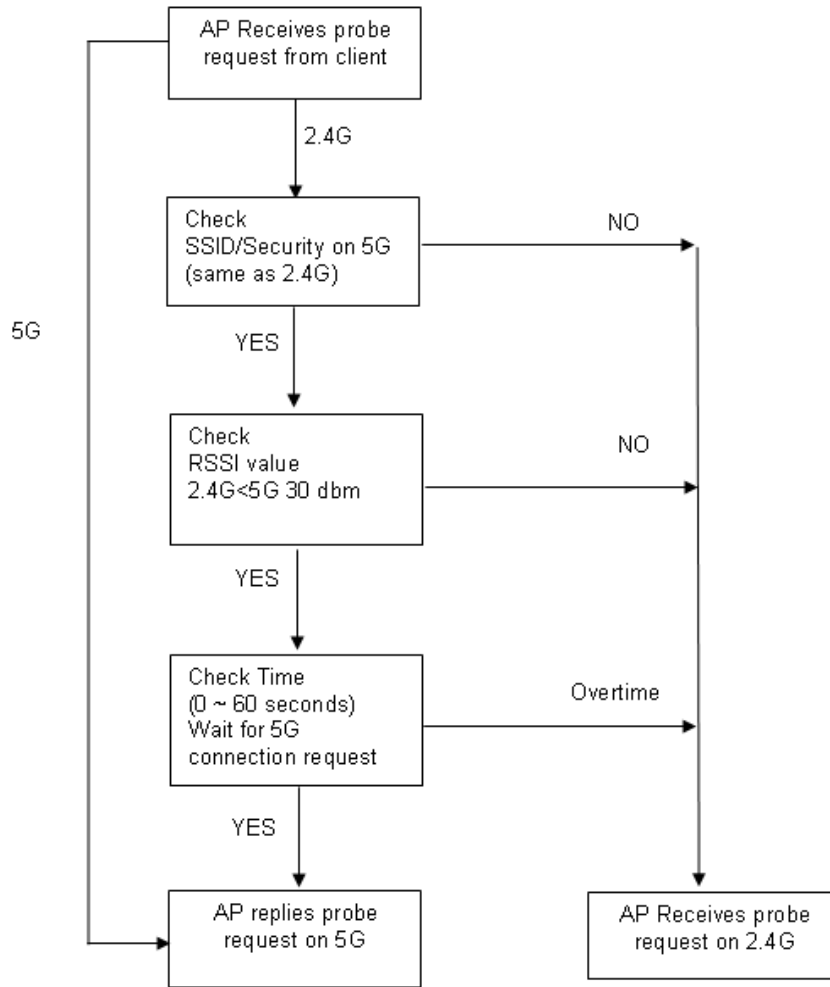 AP Receives probe
request from client
2.4G
Check
SSID/Security on 5G
(same as 2.4G)
NO
5G
YES
Check
RSSI value
2.4G<5G 30 dbm
NO
YES
Check Time
(0 ~ 60 seconds)
Wait for 5G
connection request
Overtime
YES
AP replies probe
request on 5G
AP Receives probe
request on 2.4G